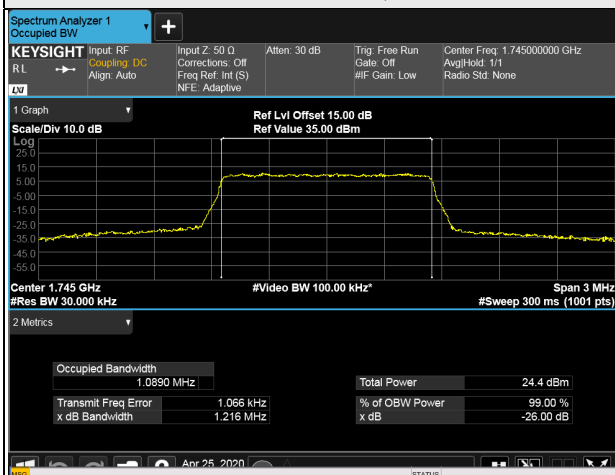 Spectrum Analyzer 1
Occupied BW
KEYSIGHT Input: RF Input Z: 50 Ω Atten: 30 dB Trig: Free Run Center Freq: 1.745000000 GHz
RL Coupling: DC Corrections: Off Gate: Off Avg|Hold: 1/1
Align: Auto Freq Ref: Int (S) #IF Gain: Low Radio Std: None
LXI NFE: Adaptive
1 Graph Ref Lvl Offset 15.00 dB
Scale/Div 10.0 dB Ref Value 35.00 dBm
Log
25.0
15.0
5.00
-5.00
-15.0
-25.0
-35.0
-45.0
-55.0
Center 1.745 GHz #Video BW 100.00 kHz* Span 3 MHz
#Res BW 30.000 kHz #Sweep 300 ms (1001 pts)
2 Metrics
Occupied Bandwidth
1.0890 MHz Total Power 24.4 dBm
Transmit Freq Error 1.066 kHz % of OBW Power 99.00 %
x dB Bandwidth 1.216 MHz x dB -26.00 dB
Apr 25, 2020
MSG STATUS